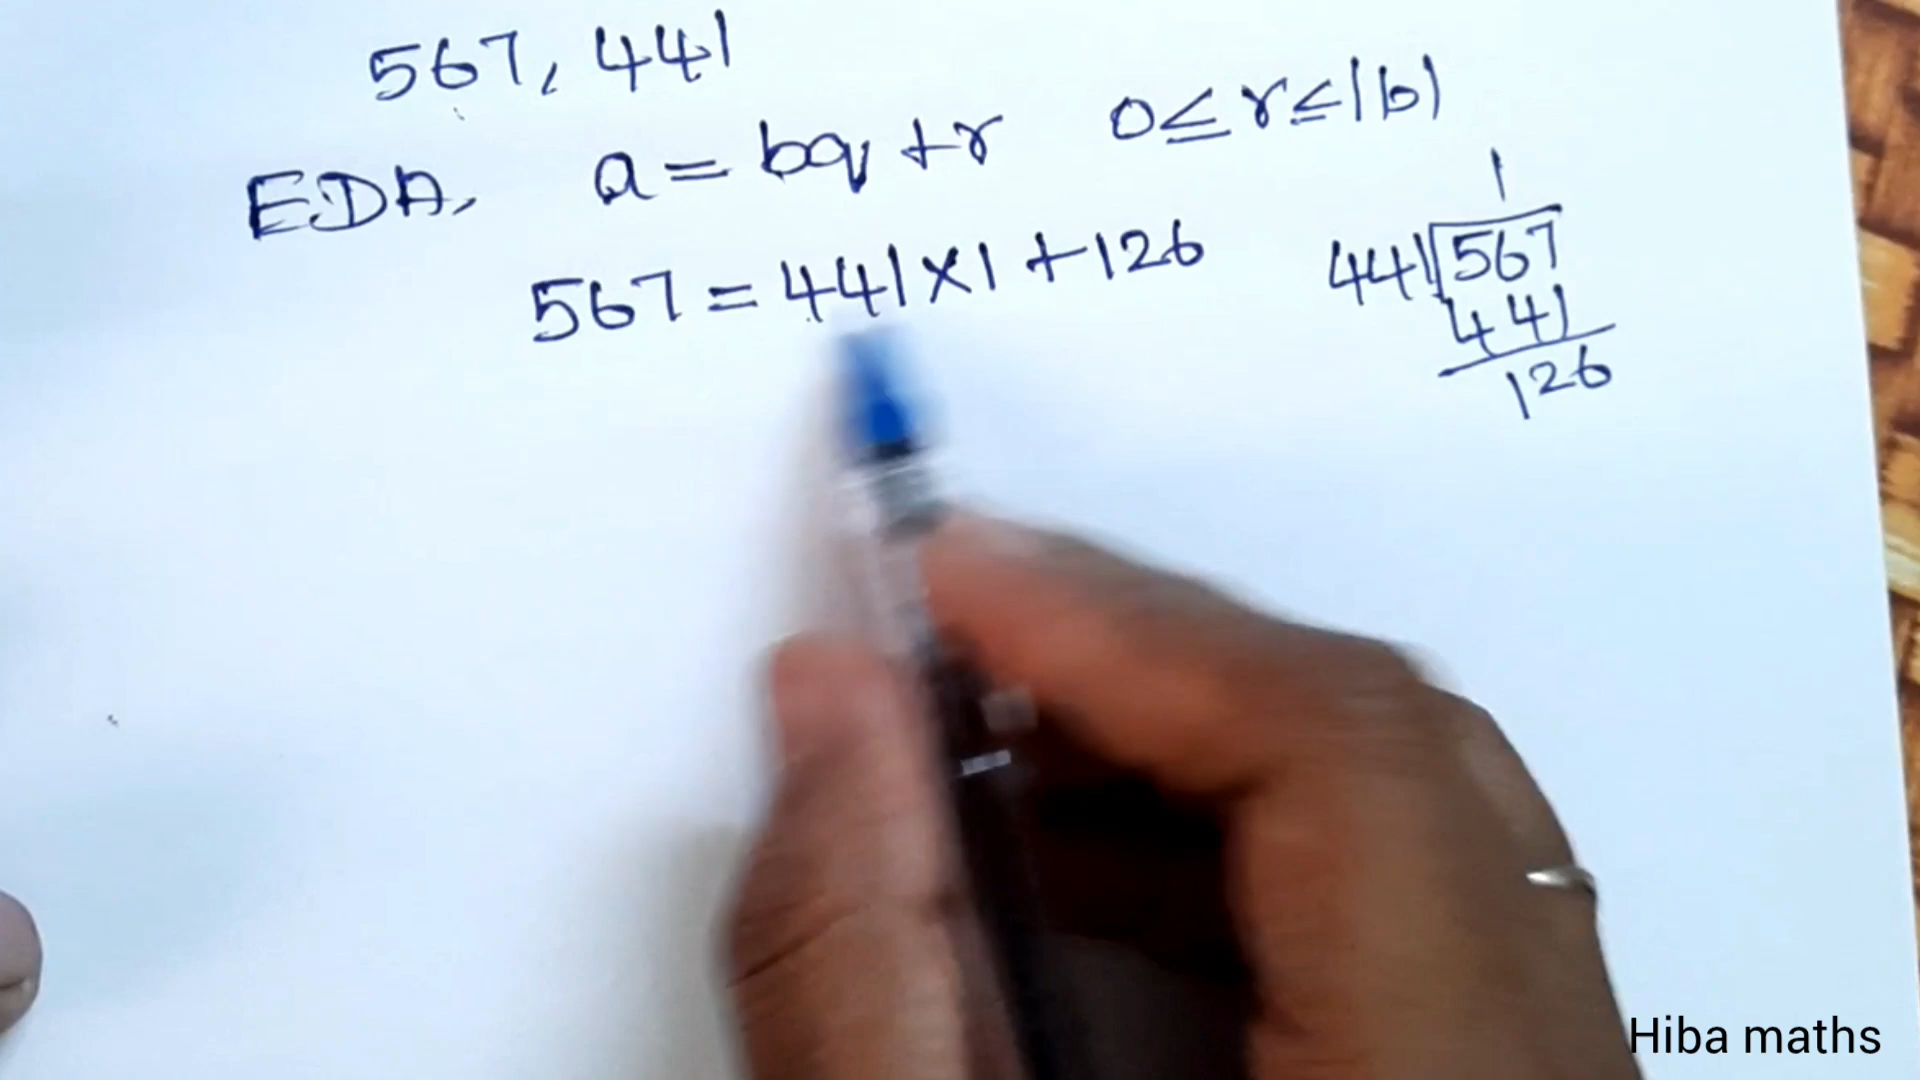 567, 441
EDA, a = bq + r 0 ≤ r ≤ |b|
567 = 441 × 1 + 126
1
441 567
441
126
Hiba maths